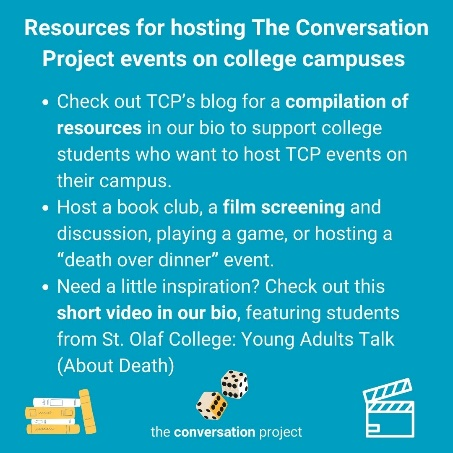 Resources for hosting The Conversation
Project events on college campuses
• Check out TCP's blog for a compilation of
resources in our bio to support college
students who want to host TCP events on
their campus.
• Host a book club, a film screening and
discussion, playing a game, or hosting a
“death over dinner” event.
• Need a little inspiration? Check out this
short video in our bio, featuring students
from St. Olaf College: Young Adults Talk
(About Death)
the conversation project